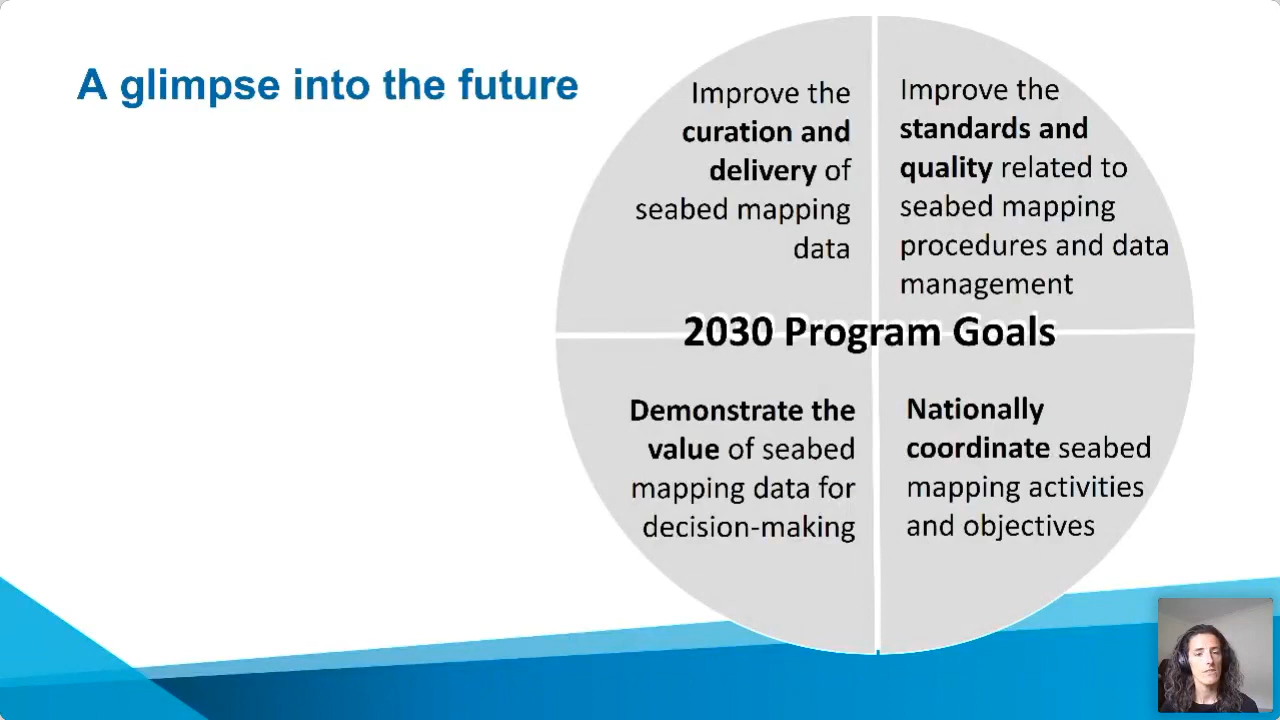 A glimpse into the future
Improve the
curation and
delivery of
seabed mapping
data
Improve the
standards and
quality related to
seabed mapping
procedures and data
management
2030 Program Goals
Demonstrate the
value of seabed
mapping data for
decision-making
Nationally
coordinate seabed
mapping activities
and objectives